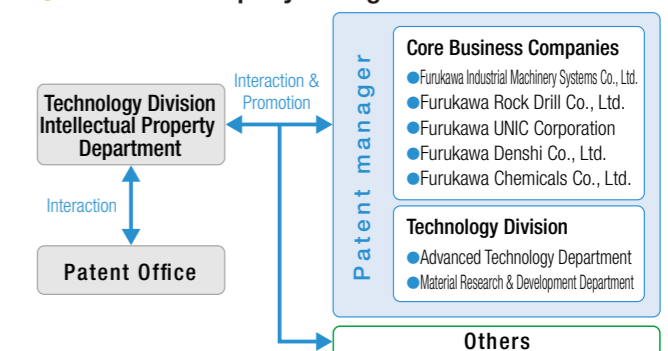 Technology Division
Intellectual Property
Department
Interaction
Patent Office
Interaction &
Promotion
Patent manager
Core Business Companies
●Furukawa Industrial Machinery Systems Co., Ltd.
●Furukawa Rock Drill Co., Ltd.
●Furukawa UNIC Corporation
●Furukawa Denshi Co., Ltd.
●Furukawa Chemicals Co., Ltd.
Technology Division
●Advanced Technology Department
●Material Research & Development Department
Others